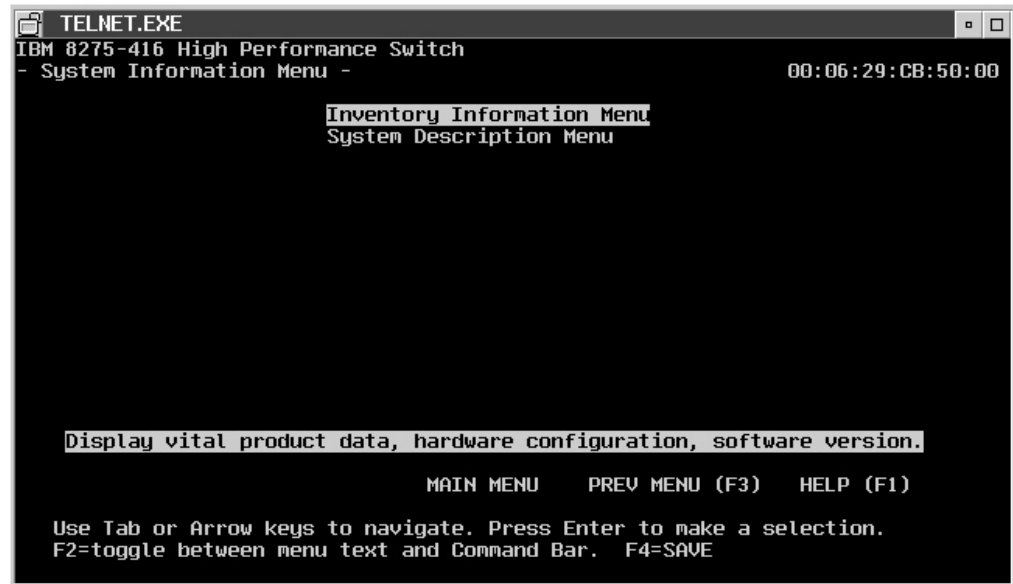 TELNET.EXE
IBM 8275-416 High Performance Switch
- System Information Menu - 00:06:29:CB:50:00
Inventory Information Menu
System Description Menu
Display vital product data, hardware configuration, software version.
MAIN MENU PREV MENU (F3) HELP (F1)
Use Tab or Arrow keys to navigate. Press Enter to make a selection.
F2=toggle between menu text and Command Bar. F4=SAVE